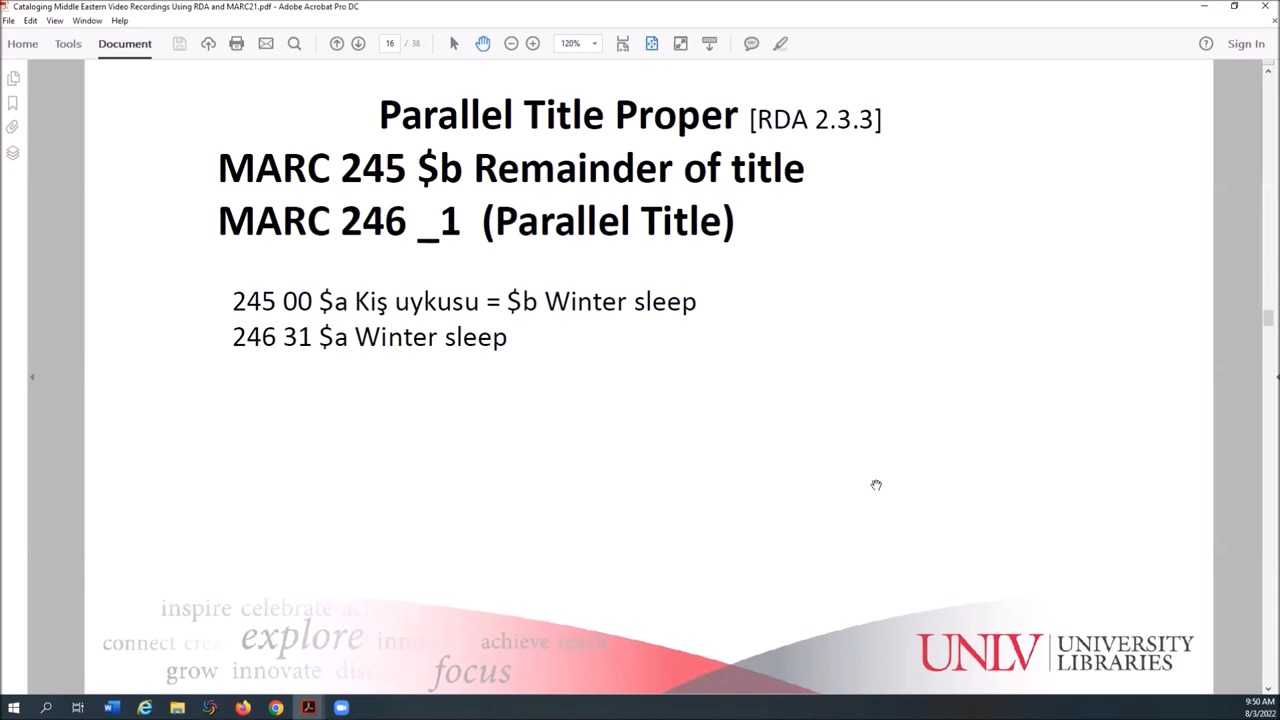 Cataloging Middle Eastern Video Recordings Using RDA and MARC21.pdf - Adobe Acrobat Pro DC
File Edit View Window Help
Home Tools Document 16 / 38 120% Sign In
Parallel Title Proper [RDA 2.3.3]
MARC 245 $b Remainder of title
MARC 246 _1 (Parallel Title)
245 00 $a Kiş uykusu = $b Winter sleep
246 31 $a Winter sleep
inspire celebrate
connect explore achieve reach
grow innovate focus
UNLV UNIVERSITY LIBRARIES
9:50 AM
8/3/2022